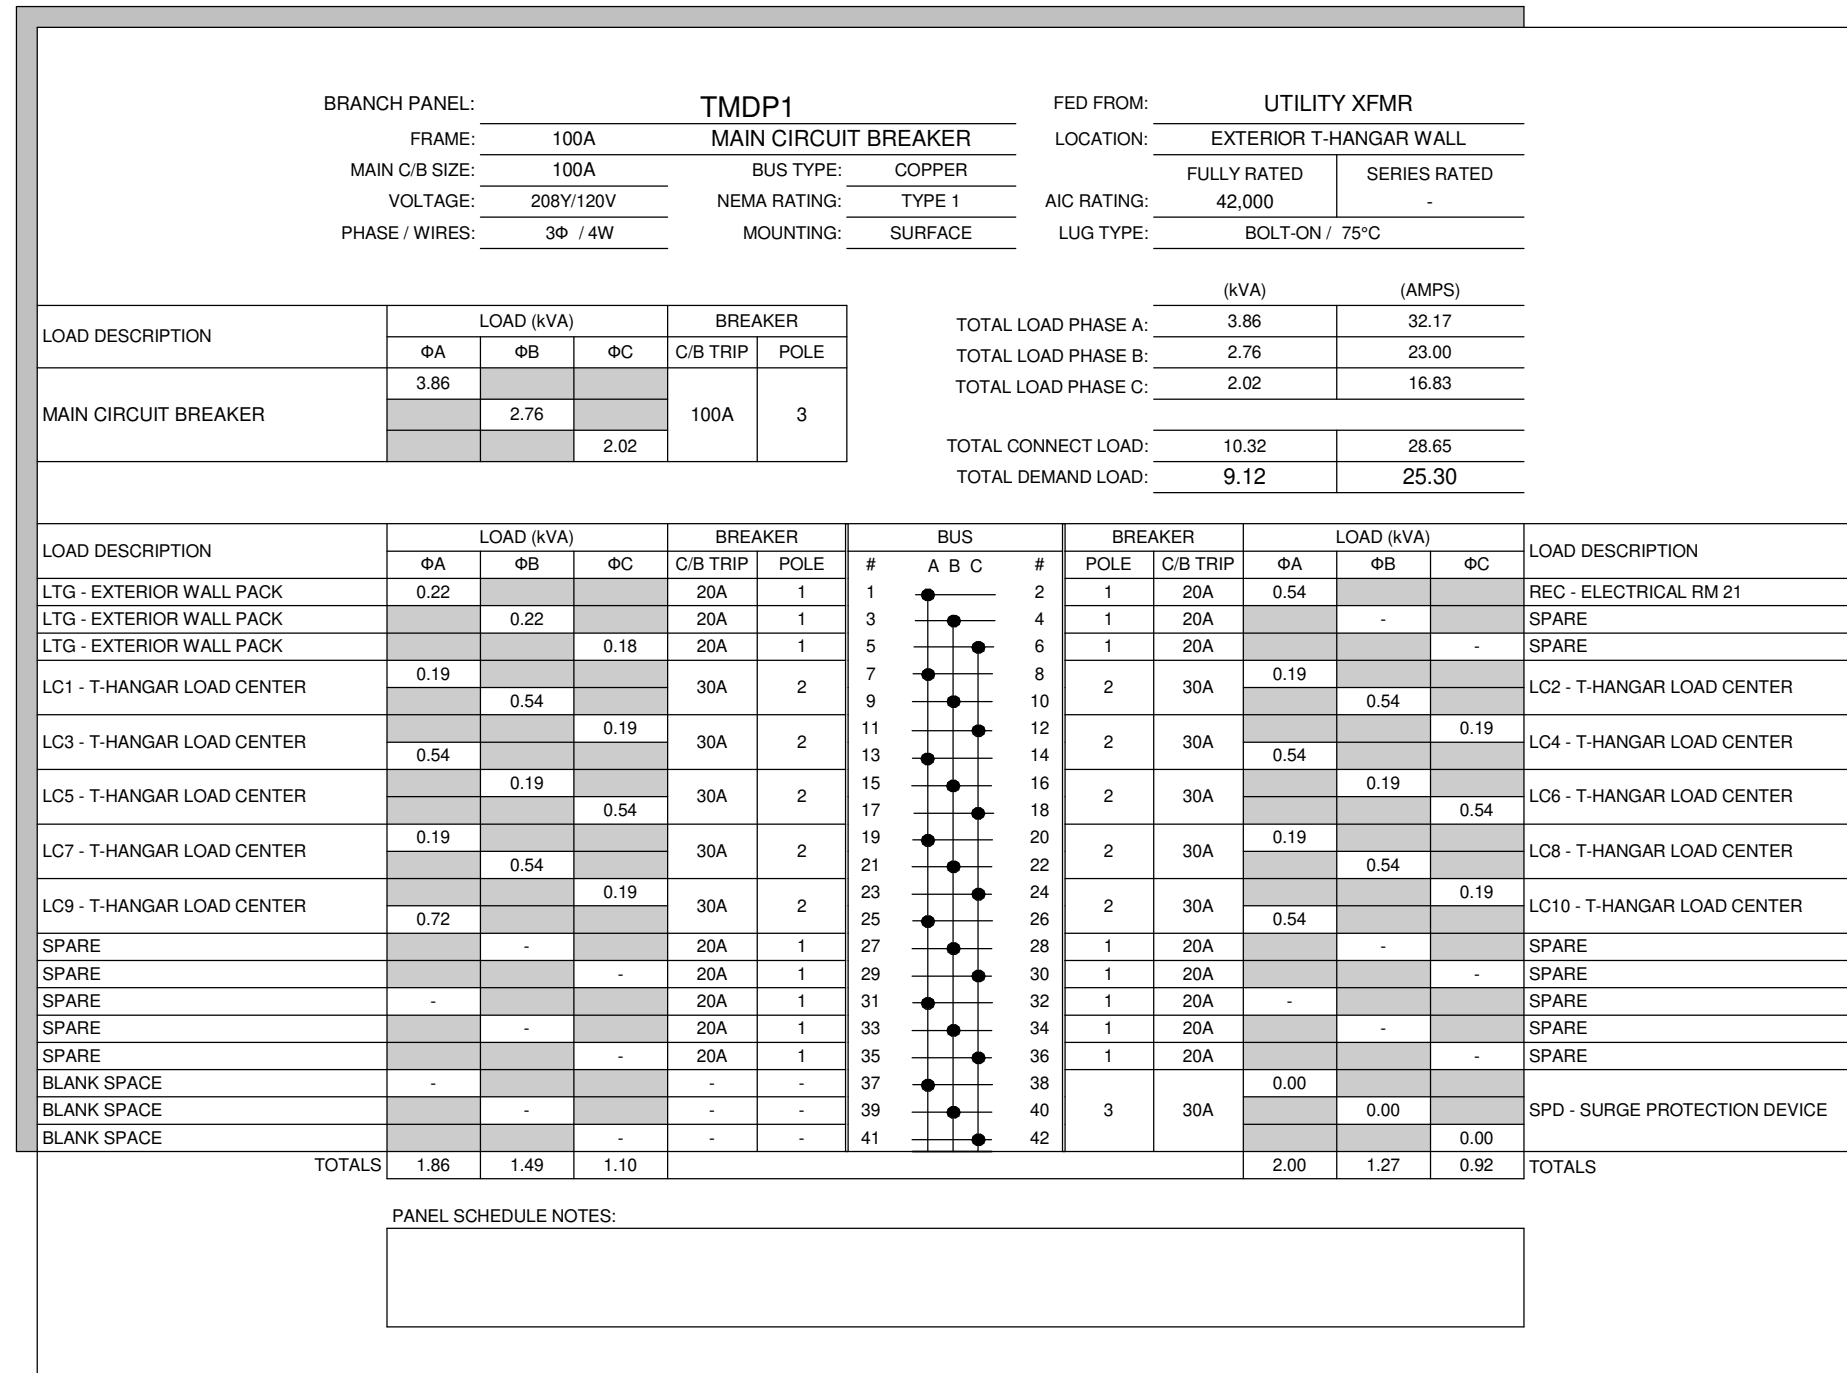 BRANCH PANEL: TMDP1 FED FROM: UTILITY XFMR
FRAME: 100A MAIN CIRCUIT BREAKER LOCATION: EXTERIOR T-HANGAR WALL
MAIN C/B SIZE: 100A BUS TYPE: COPPER FULLY RATED SERIES RATED
VOLTAGE: 208Y/120V NEMA RATING: TYPE 1 AIC RATING: 42,000 -
PHASE / WIRES: 3Φ / 4W MOUNTING: SURFACE LUG TYPE: BOLT-ON / 75°C
(kVA) (AMPS)
LOAD DESCRIPTION LOAD (kVA) BREAKER
ΦA ΦB ΦC C/B TRIP POLE
3.86
MAIN CIRCUIT BREAKER 2.76 100A 3
2.02
TOTAL LOAD PHASE A: 3.86 32.17
TOTAL LOAD PHASE B: 2.76 23.00
TOTAL LOAD PHASE C: 2.02 16.83
TOTAL CONNECT LOAD: 10.32 28.65
TOTAL DEMAND LOAD: 9.12 25.30
LOAD DESCRIPTION LOAD (kVA) BREAKER BUS BREAKER LOAD (kVA) LOAD DESCRIPTION
ΦA ΦB ΦC C/B TRIP POLE # A B C # POLE C/B TRIP ΦA ΦB ΦC
LTG - EXTERIOR WALL PACK 0.22 20A 1 1 2 1 20A 0.54 REC - ELECTRICAL RM 21
LTG - EXTERIOR WALL PACK 0.22 20A 1 3 4 1 20A - SPARE
LTG - EXTERIOR WALL PACK 0.18 20A 1 5 6 1 20A - SPARE
LC1 - T-HANGAR LOAD CENTER 0.19 30A 2 7 8 2 30A 0.19 LC2 - T-HANGAR LOAD CENTER
0.54 9 10 0.54
LC3 - T-HANGAR LOAD CENTER 0.19 30A 2 11 12 2 30A 0.19 LC4 - T-HANGAR LOAD CENTER
0.54 13 14 0.54
LC5 - T-HANGAR LOAD CENTER 0.19 30A 2 15 16 2 30A 0.19 LC6 - T-HANGAR LOAD CENTER
0.54 17 18 0.54
LC7 - T-HANGAR LOAD CENTER 0.19 30A 2 19 20 2 30A 0.19 LC8 - T-HANGAR LOAD CENTER
0.54 21 22 0.54
LC9 - T-HANGAR LOAD CENTER 0.19 30A 2 23 24 2 30A 0.19 LC10 - T-HANGAR LOAD CENTER
0.72 25 26 0.54
SPARE - 20A 1 27 28 1 20A - SPARE
SPARE - 20A 1 29 30 1 20A - SPARE
SPARE - 20A 1 31 32 1 20A - SPARE
SPARE - 20A 1 33 34 1 20A - SPARE
SPARE - 20A 1 35 36 1 20A - SPARE
BLANK SPACE - - - 37 38 0.00
BLANK SPACE - - - 39 40 3 30A 0.00 SPD - SURGE PROTECTION DEVICE
BLANK SPACE - - - 41 42 0.00
TOTALS 1.86 1.49 1.10 2.00 1.27 0.92 TOTALS
PANEL SCHEDULE NOTES: